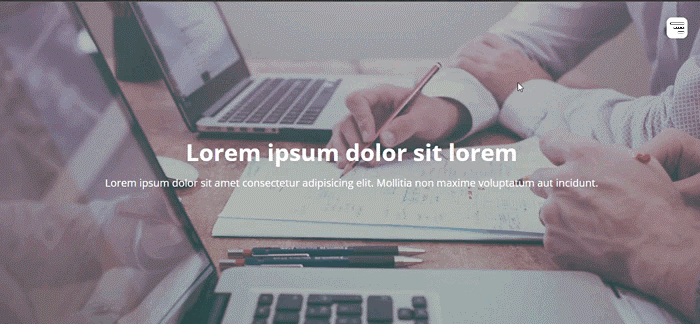 Lorem ipsum dolor sit lorem
Lorem ipsum dolor sit amet consectetur adipisicing elit. Mollitia non maxime voluptatum aut incidunt.